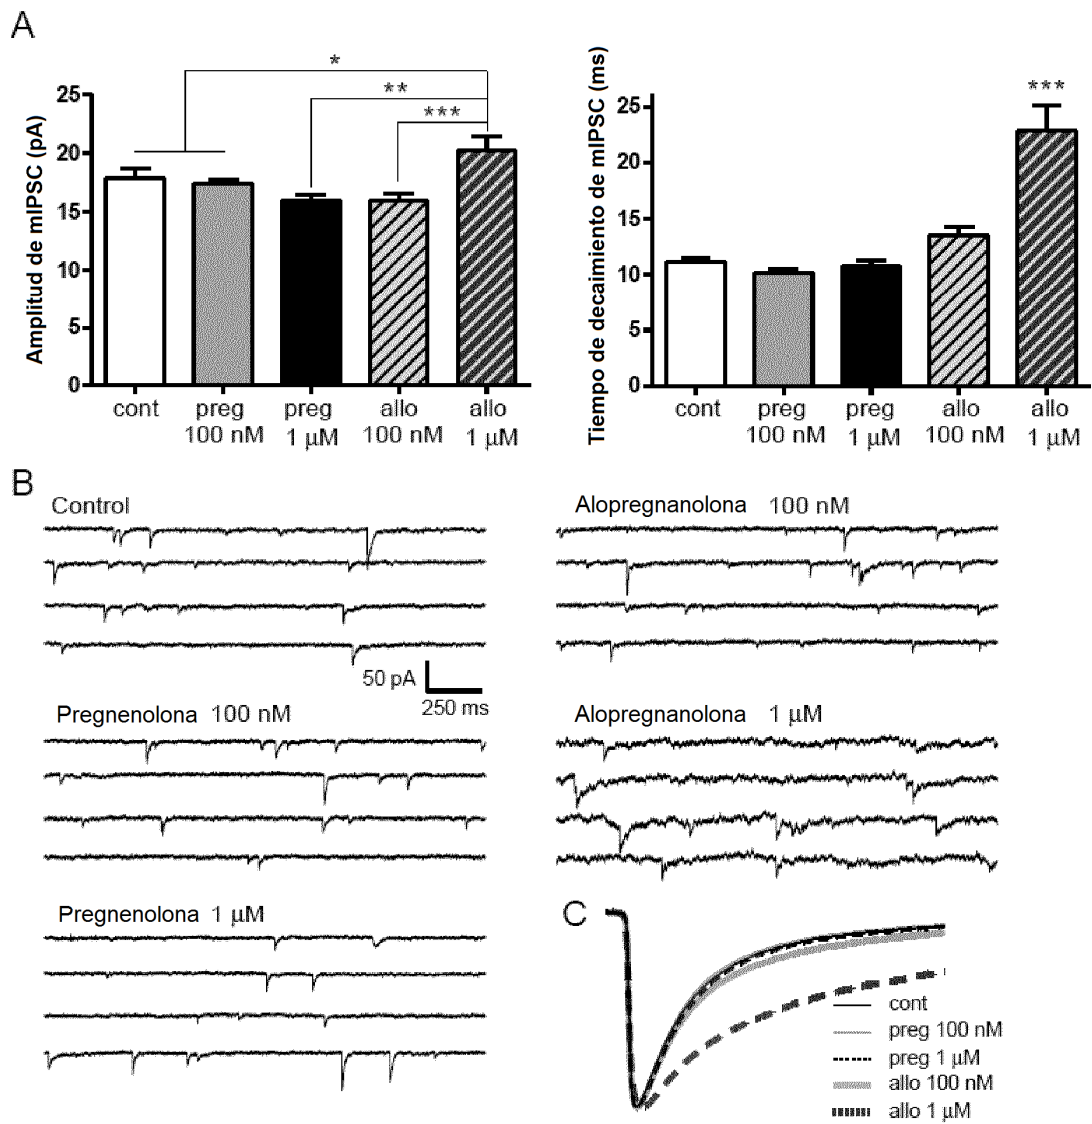 A
Amplitud de mIPSC (pA)
25
20
15
10
5
0
*
**
***
cont
preg 100 nM
preg 1 μM
allo 100 nM
allo 1 μM
Tiempo de decaimiento de mIPSC (ms)
25
20
15
10
5
0
***
cont
preg 100 nM
preg 1 μM
allo 100 nM
allo 1 μM
B
Control
50 pA
250 ms
Pregnenolona 100 nM
Pregnenolona 1 μM
Alopregnanolona 100 nM
Alopregnanolona 1 μM
C
cont
preg 100 nM
preg 1 μM
allo 100 nM
allo 1 μM